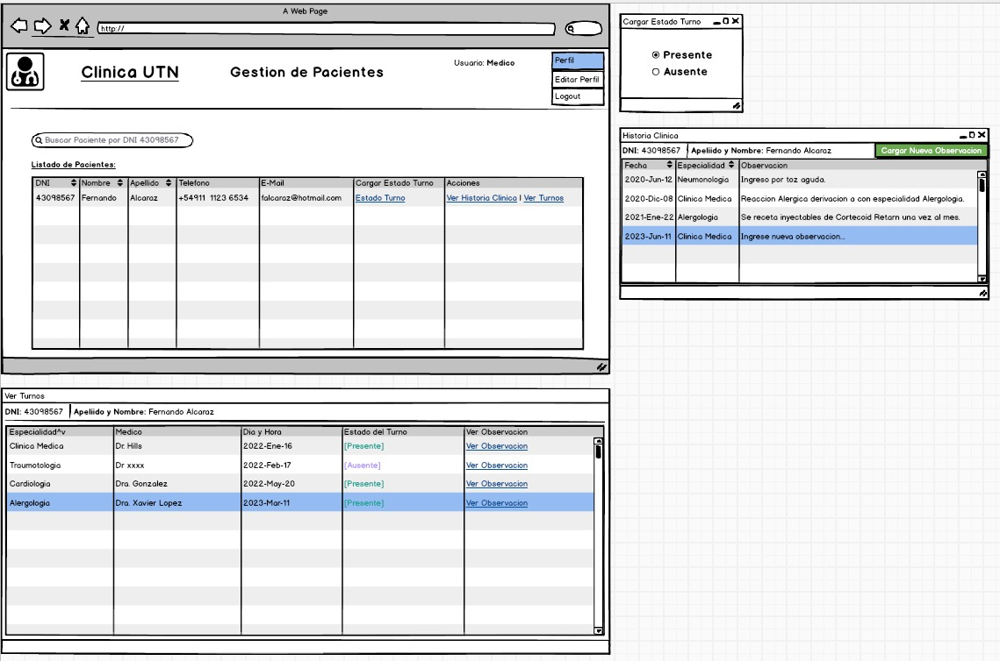 A Web Page
http://
Clinica UTN
Gestion de Pacientes
Usuario: Medico
Perfil
Editar Perfil
Logout
Buscar Paciente por DNI 43098567
Listado de Pacientes:
DNI Nombre Apellido Telefono E-Mail Cargar Estado Turno Acciones
43098567 Fernando Alcaraz +54911 1123 6534 falcaraz@hotmail.com Estado Turno Ver Historia Clinica | Ver Turnos
Cargar Estado Turno
Presente
Ausente
Historia Clinica
DNI: 43098567 Apeliido y Nombre: Fernando Alcaraz Cargar Nueva Observacion
Fecha Especialidad Observacion
2020-Jun-12 Neumonologia Ingreso por toz aguda.
2020-Dic-08 Clinica Medica Reaccion Alergica derivacion a con especialidad Alergologia.
2021-Ene-22 Alergologia Se receta inyectables de Cortecoid Retarn una vez al mes.
2023-Jun-11 Clinica Medica Ingrese nueva observacion...
Ver Turnos
DNI: 43098567 Apeliido y Nombre: Fernando Alcaraz
Especialidad^v Medico Dia y Hora Estado del Turno Ver Observacion
Clinica Medica Dr. Hills 2022-Ene-16 [Presente] Ver Observacion
Traumotologia Dr xxxx 2022-Feb-17 [Ausente] Ver Observacion
Cardiologia Dra. Gonzalez 2022-May-20 [Presente] Ver Observacion
Alergologia Dra. Xavier Lopez 2023-Mar-11 [Presente] Ver Observacion